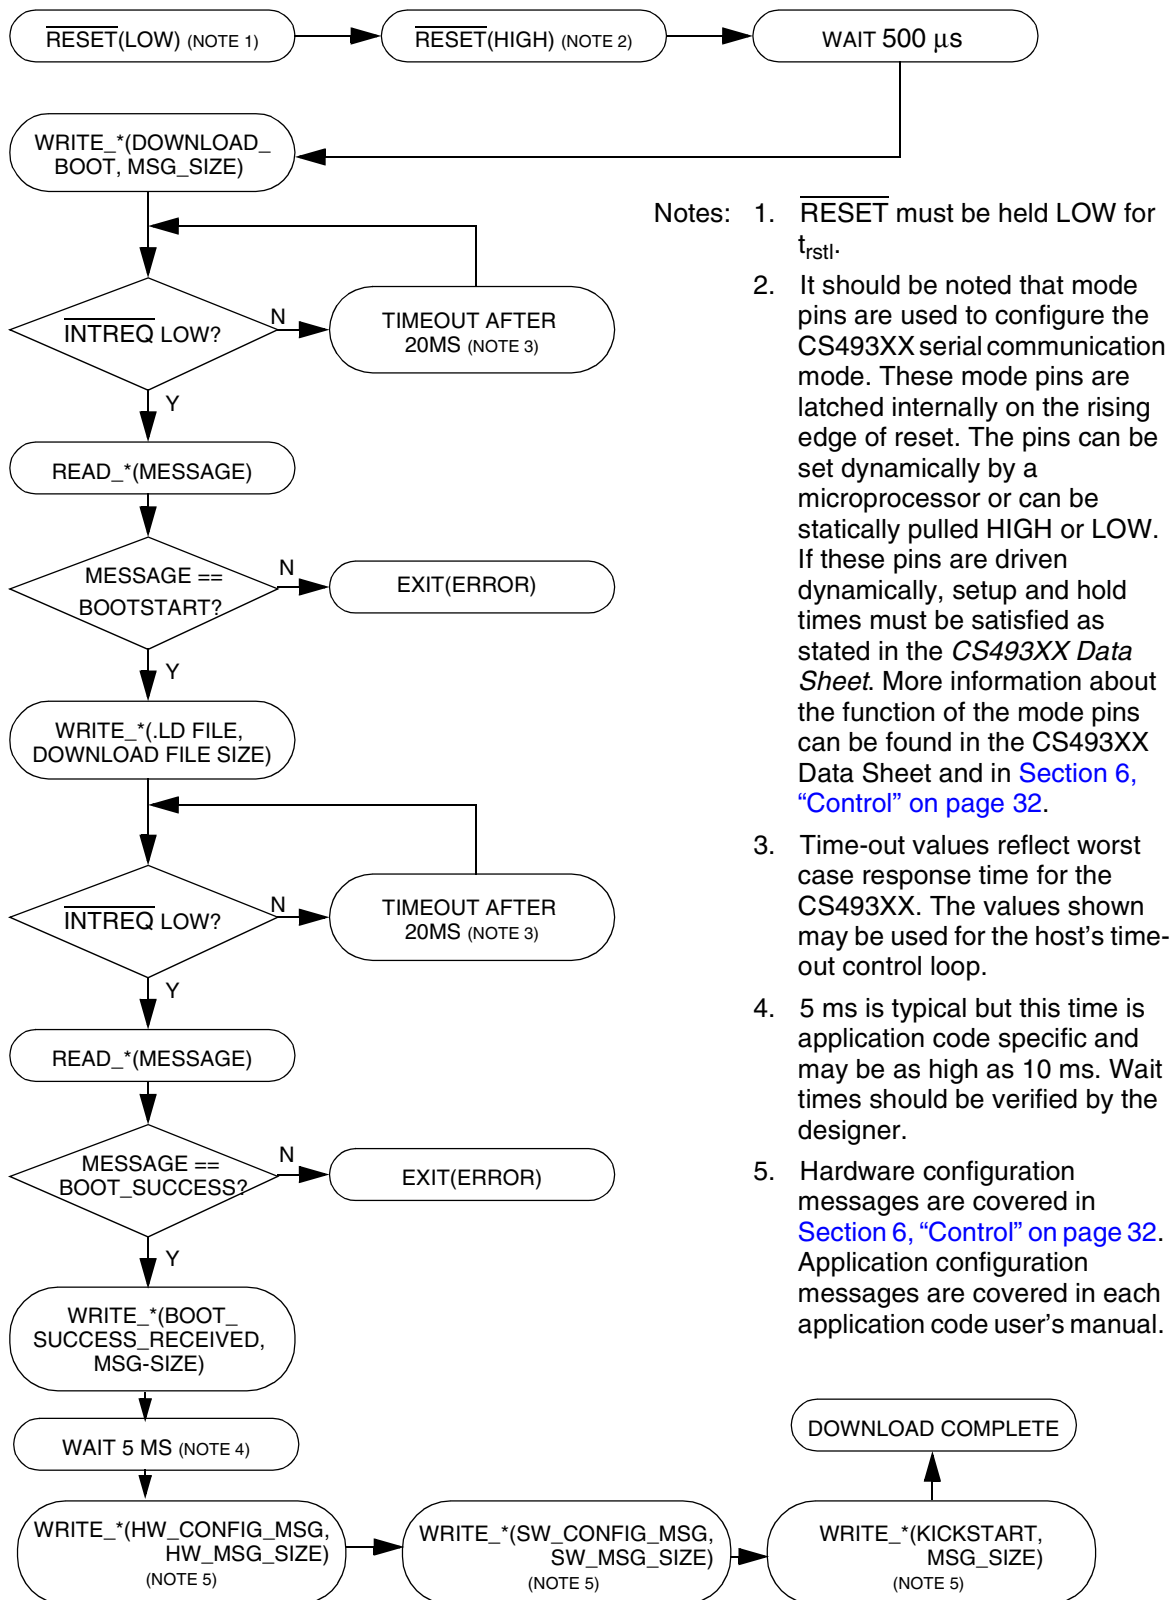 RESET(LOW) (NOTE 1)
RESET(HIGH) (NOTE 2)
WAIT 500 µs
WRITE_*(DOWNLOAD_
BOOT, MSG_SIZE)
INTREQ LOW?
N
TIMEOUT AFTER
20MS (NOTE 3)
Y
READ_*(MESSAGE)
MESSAGE ==
BOOTSTART?
N
EXIT(ERROR)
Y
WRITE_*(.LD FILE,
DOWNLOAD FILE SIZE)
INTREQ LOW?
N
TIMEOUT AFTER
20MS (NOTE 3)
Y
READ_*(MESSAGE)
MESSAGE ==
BOOT_SUCCESS?
N
EXIT(ERROR)
Y
WRITE_*(BOOT_
SUCCESS_RECEIVED,
MSG-SIZE)
WAIT 5 MS (NOTE 4)
WRITE_*(HW_CONFIG_MSG,
HW_MSG_SIZE)
(NOTE 5)
WRITE_*(SW_CONFIG_MSG,
SW_MSG_SIZE)
(NOTE 5)
WRITE_*(KICKSTART,
MSG_SIZE)
(NOTE 5)
DOWNLOAD COMPLETE
Notes: 1. RESET must be held LOW for
trstl.
2. It should be noted that mode
pins are used to configure the
CS493XX serial communication
mode. These mode pins are
latched internally on the rising
edge of reset. The pins can be
set dynamically by a
microprocessor or can be
statically pulled HIGH or LOW.
If these pins are driven
dynamically, setup and hold
times must be satisfied as
stated in the CS493XX Data
Sheet. More information about
the function of the mode pins
can be found in the CS493XX
Data Sheet and in Section 6,
“Control” on page 32.
3. Time-out values reflect worst
case response time for the
CS493XX. The values shown
may be used for the host’s time-
out control loop.
4. 5 ms is typical but this time is
application code specific and
may be as high as 10 ms. Wait
times should be verified by the
designer.
5. Hardware configuration
messages are covered in
Section 6, “Control” on page 32.
Application configuration
messages are covered in each
application code user’s manual.